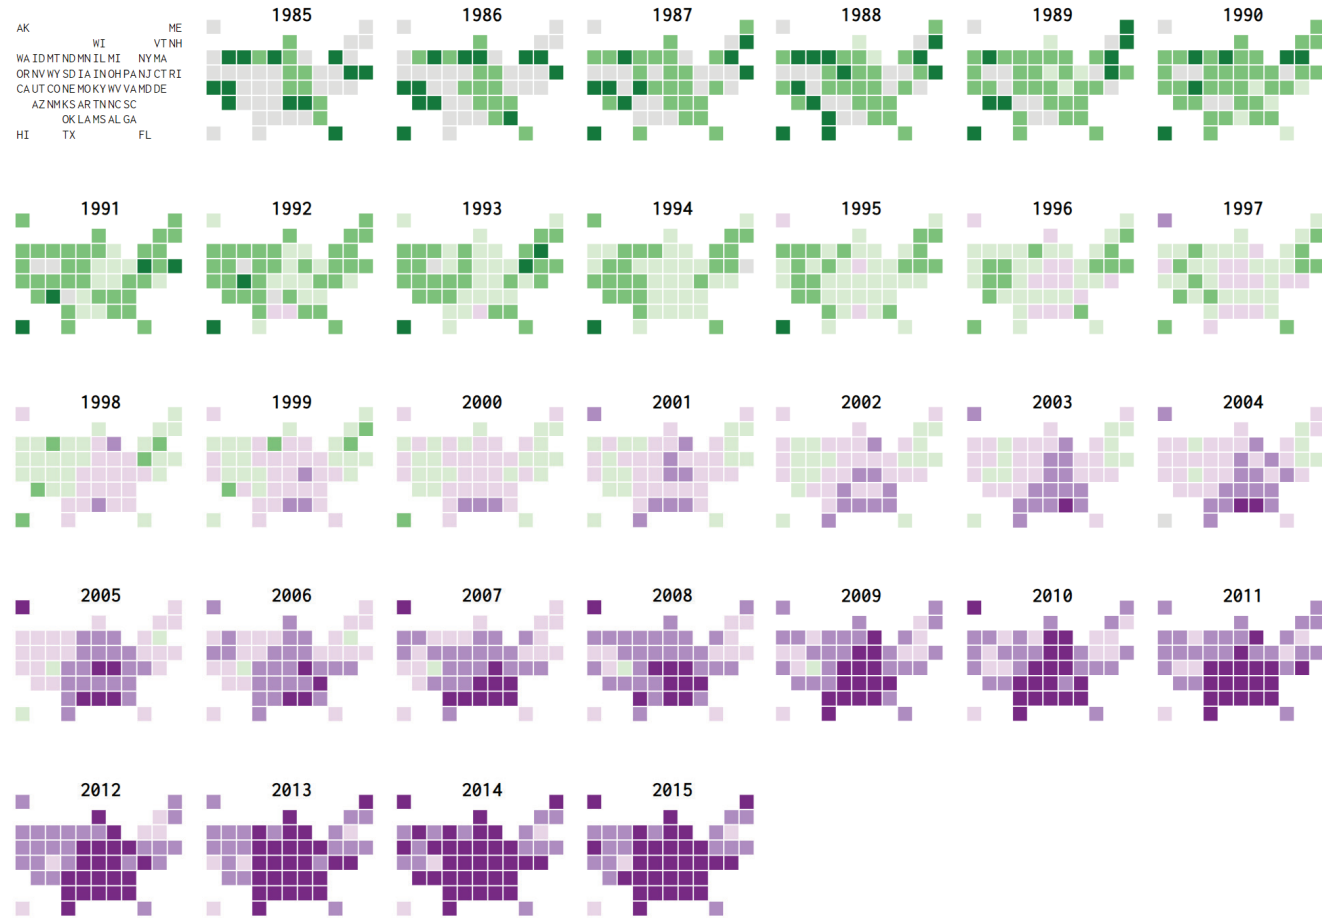 AK ME
WI VT NH
WA ID MT ND MN IL MI NY MA
OR NV WY SD IA IN OH PA NJ CT RI
CA UT CO NE MO KY WV VA MD DE
AZ NM KS AR TN NC SC
OK LA MS AL GA
HI TX FL
1985 1986 1987 1988 1989 1990
1991 1992 1993 1994 1995 1996 1997
1998 1999 2000 2001 2002 2003 2004
2005 2006 2007 2008 2009 2010 2011
2012 2013 2014 2015